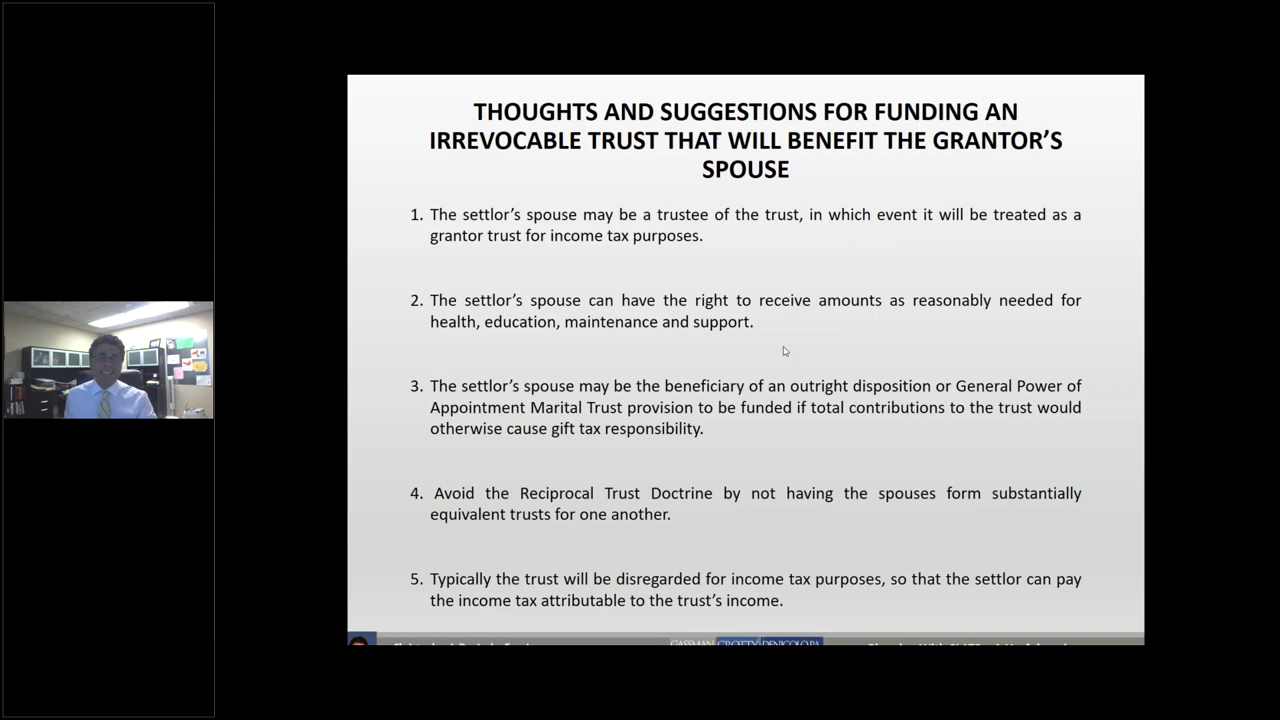 THOUGHTS AND SUGGESTIONS FOR FUNDING AN
IRREVOCABLE TRUST THAT WILL BENEFIT THE GRANTOR’S
SPOUSE
1. The settlor’s spouse may be a trustee of the trust, in which event it will be treated as a
grantor trust for income tax purposes.
2. The settlor’s spouse can have the right to receive amounts as reasonably needed for
health, education, maintenance and support.
3. The settlor’s spouse may be the beneficiary of an outright disposition or General Power of
Appointment Marital Trust provision to be funded if total contributions to the trust would
otherwise cause gift tax responsibility.
4. Avoid the Reciprocal Trust Doctrine by not having the spouses form substantially
equivalent trusts for one another.
5. Typically the trust will be disregarded for income tax purposes, so that the settlor can pay
the income tax attributable to the trust’s income.
GASSMAN CROTTY DENICOLO, P.A.